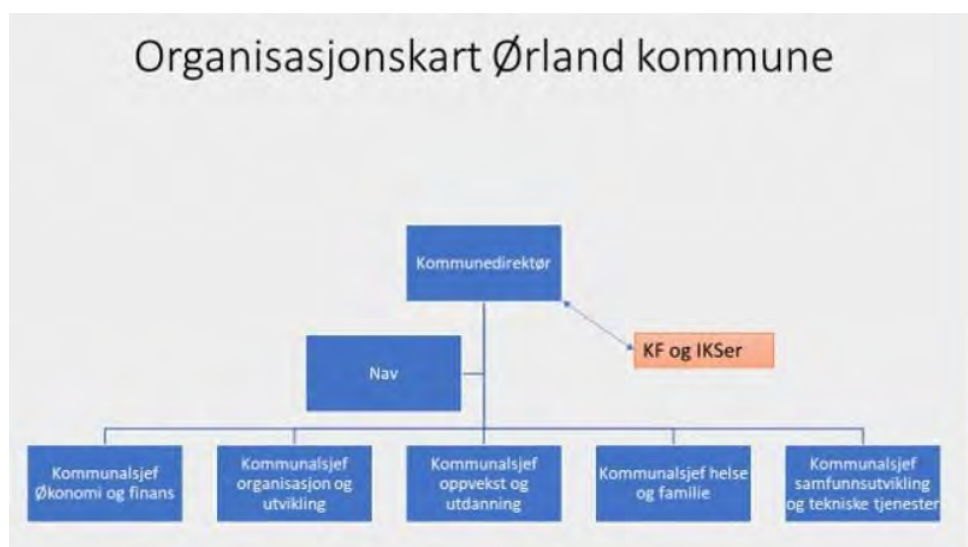 Organisasjonskart Ørland kommune
Kommunedirektør
KF og IKSer
Nav
Kommunalsjef
Økonomi og finans
Kommunalsjef
organisasjon og
utvikling
Kommunalsjef
oppvekst og
utdanning
Kommunalsjef helse
og familie
Kommunalsjef
samfunnsutvikling
og tekniske tjenester